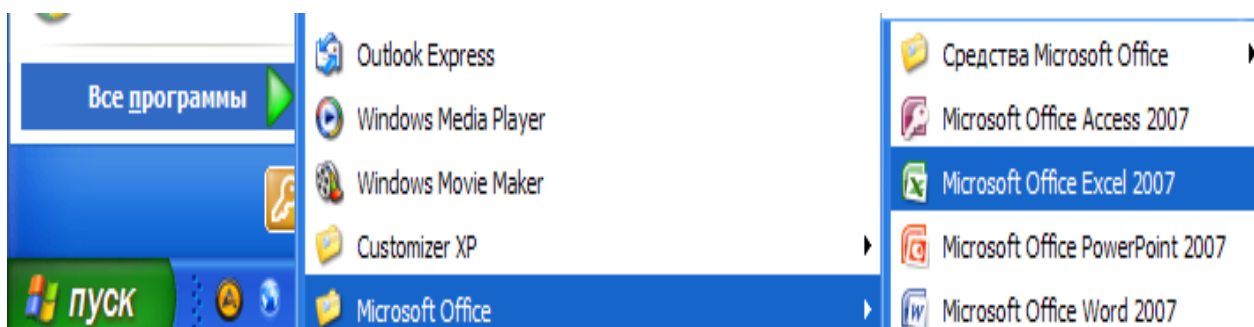 Все программы
пуск
Outlook Express
Windows Media Player
Windows Movie Maker
Customizer XP
Microsoft Office
Средства Microsoft Office
Microsoft Office Access 2007
Microsoft Office Excel 2007
Microsoft Office PowerPoint 2007
Microsoft Office Word 2007